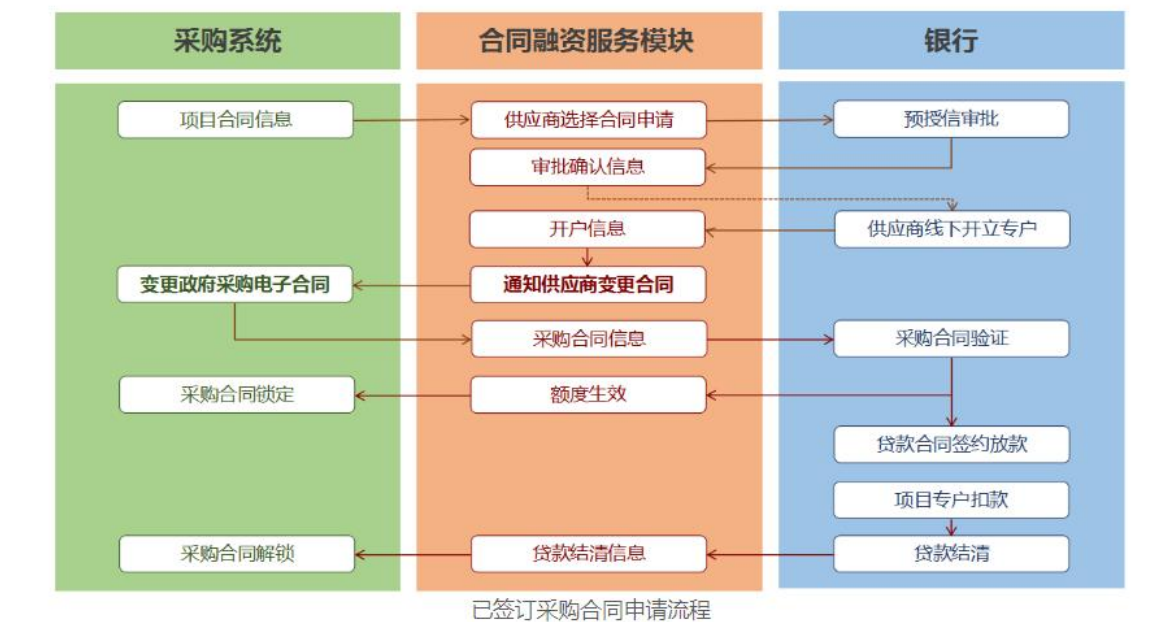 采购系统 合同融资服务模块 银行
项目合同信息 供应商选择合同申请 预授信审批
审批确认信息
开户信息 供应商线下开立专户
变更政府采购电子合同 通知供应商变更合同
采购合同信息 采购合同验证
采购合同锁定 额度生效
贷款合同签约放款
项目专户扣款
采购合同解锁 贷款结清信息 贷款结清
已签订采购合同申请流程